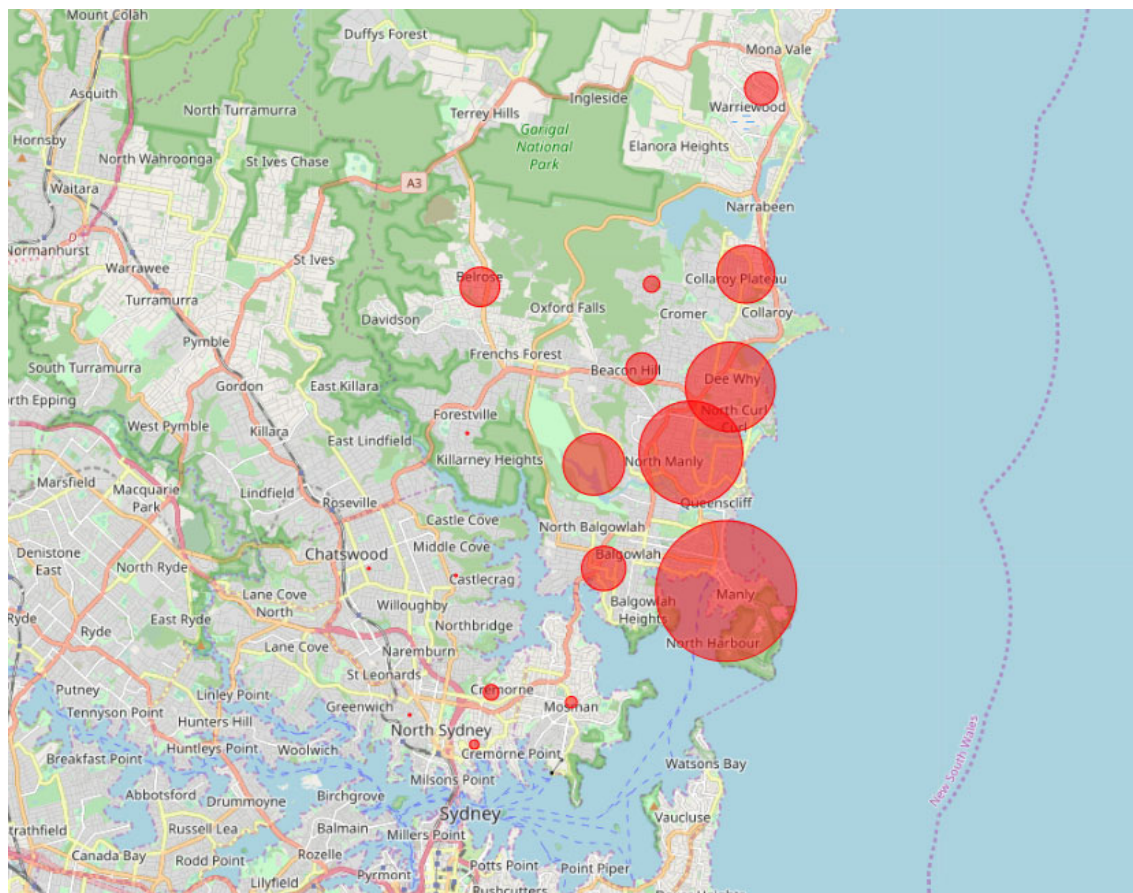 Mount Colah
Duffys Forest
Mona Vale
Asquith
Ingleside
North Turramurra
Terrey Hills
Warriewood
Hornsby
Garigal
National
Park
Elanora Heights
North Wahroonga
St Ives Chase
Waitara
A3
Narrabeen
D
Normanhurst
St Ives
Warrawee
Belrose
Collaroy Plateau
Turramurra
Oxford Falls
Cromer
Collaroy
Davidson
Pymble
Frenchs Forest
South Turramurra
Beacon Hill
Dee Why
Gordon
East Killara
orth Epping
North Curl
Curl
Forestville
West Pymble
Killara
East Lindfield
Killarney Heights
North Manly
Marsfield
Macquarie
Park
Lindfield
Roseville
Queenscliff
Castle Cove
North Balgowlah
Denistone
East
Chatswood
Middle Cove
Balgowlah
North Ryde
Castlecrag
Lane Cove
North
Willoughby
Manly
Balgowlah
Heights
Ryde
East Ryde
Northbridge
Ryde
Lane Cove
Naremburn
North Harbour
St Leonards
Putney
Linley Point
Cremorne
Tennyson Point
Greenwich
Mosman
Hunters Hill
North Sydney
Huntleys Point
Woolwich
Cremorne Point
Breakfast Point
Milsons Point
Watsons Bay
New South Wales
Abbotsford
Drummoyne
Birchgrove
Sydney
Vaucluse
Strathfield
Russell Lea
Balmain
Millers Point
Canada Bay
Rodd Point
Rozelle
Potts Point
Point Piper
Lilyfield
Pyrmont
Rushcutters